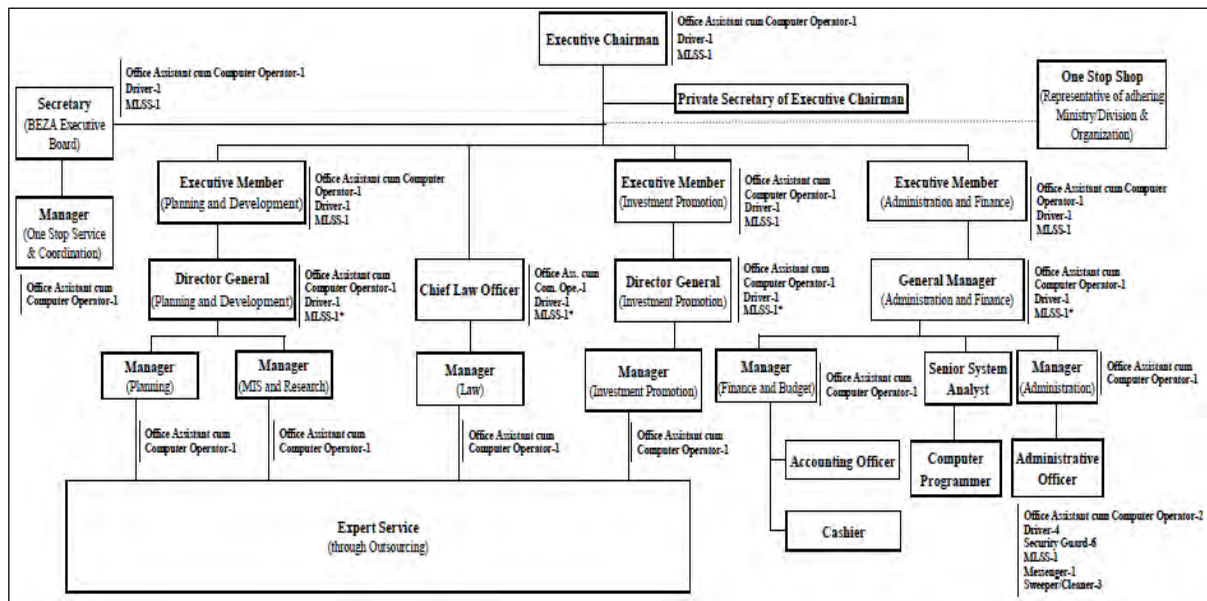 Executive Chairman
Office Assistant cum Computer Operator-1
Driver-1
MLSS-1
Office Assistant cum Computer Operator-1
Driver-1
MLSS-1
Secretary
(BEZA Executive
Board)
Private Secretary of Executive Chairman
One Stop Shop
(Representative of adhering
Ministry/Division &
Organization)
Manager
(One Stop Service
& Coordination)
Office Assistant cum
Computer Operator-1
Executive Member
(Planning and Development)
Office Assistant cum Computer
Operator-1
Driver-1
MLSS-1
Executive Member
(Investment Promotion)
Office Assistant cum
Computer Operator-1
Driver-1
MLSS-1
Executive Member
(Administration and Finance)
Office Assistant cum Computer
Operator-1
Driver-1
MLSS-1
Director General
(Planning and Development)
Office Assistant cum
Computer Operator-1
Driver-1
MLSS-1*
Chief Law Officer
Office Ass. cum
Com. Ope.-1
Driver-1
MLSS-1*
Director General
(Investment Promotion)
Office Assistant cum
Computer Operator-1
Driver-1
MLSS-1*
General Manager
(Administration and Finance)
Office Assistant cum
Computer Operator-1
Driver-1
MLSS-1*
Manager
(Planning)
Manager
(MIS and Research)
Manager
(Law)
Manager
(Investment Promotion)
Manager
(Finance and Budget)
Office Assistant cum
Computer Operator-1
Senior System
Analyst
Manager
(Administration)
Office Assistant cum
Computer Operator-1
Office Assistant cum
Computer Operator-1
Office Assistant cum
Computer Operator-1
Office Assistant cum
Computer Operator-1
Office Assistant cum
Computer Operator-1
Accounting Officer
Computer
Programmer
Administrative
Officer
Cashier
Expert Service
(through Outsourcing)
Office Assistant cum Computer Operator-2
Driver-4
Security Guard-6
MLSS-1
Messenger-1
Sweeper/Cleaner-3